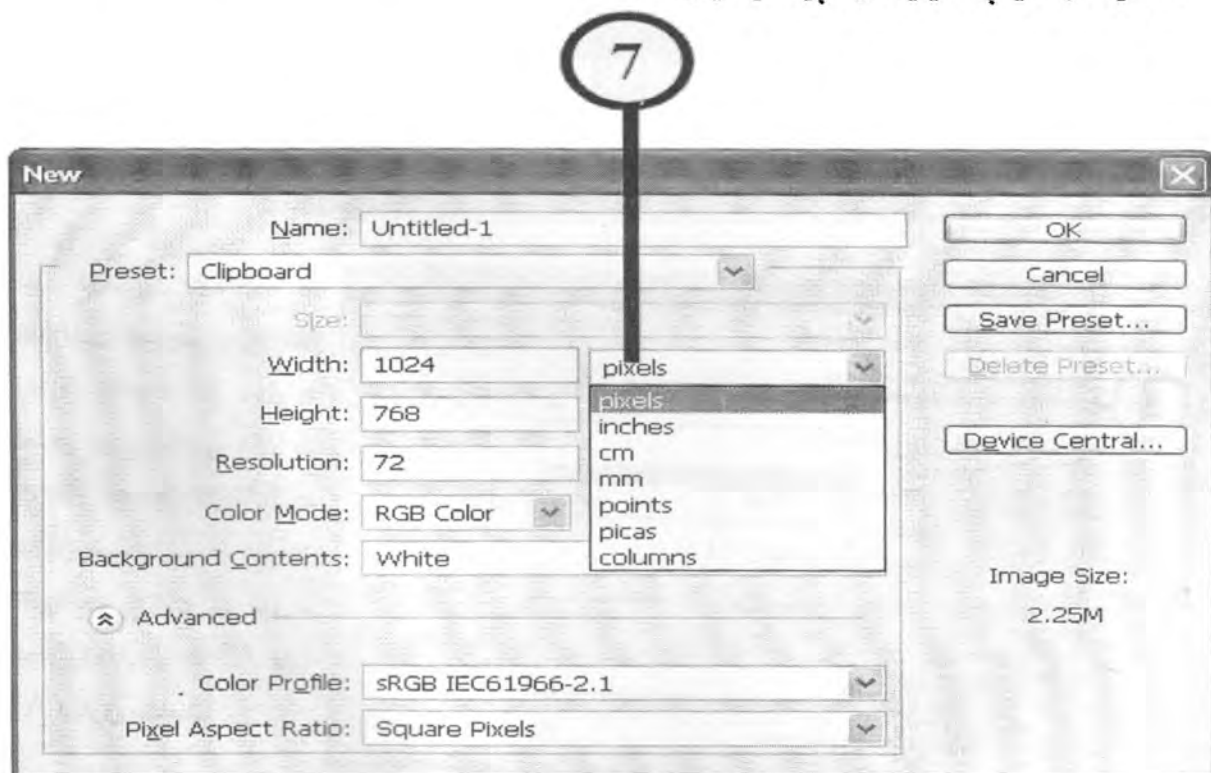 7
New
Name: Untitled-1
OK
Preset: Clipboard
Cancel
Size:
Save Preset...
Width: 1024 pixels
Delete Preset...
pixels
Height: 768
inches
Device Central...
cm
Resolution: 72
mm
points
Color Mode: RGB Color
picas
Background Contents: White
columns
Image Size:
Advanced
2.25M
Color Profile: sRGB IEC61966-2.1
Pixel Aspect Ratio: Square Pixels